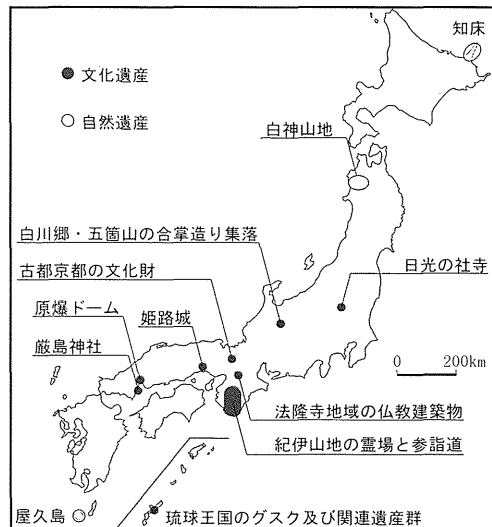 知床
文化遺産
自然遺産
白神山地
白川郷・五箇山の合掌造り集落
古都京都の文化財
日光の社寺
原爆ドーム
姫路城
厳島神社
0 200km
法隆寺地域の仏教建築物
紀伊山地の霊場と参詣道
屋久島
琉球王国のグスク及び関連遺産群